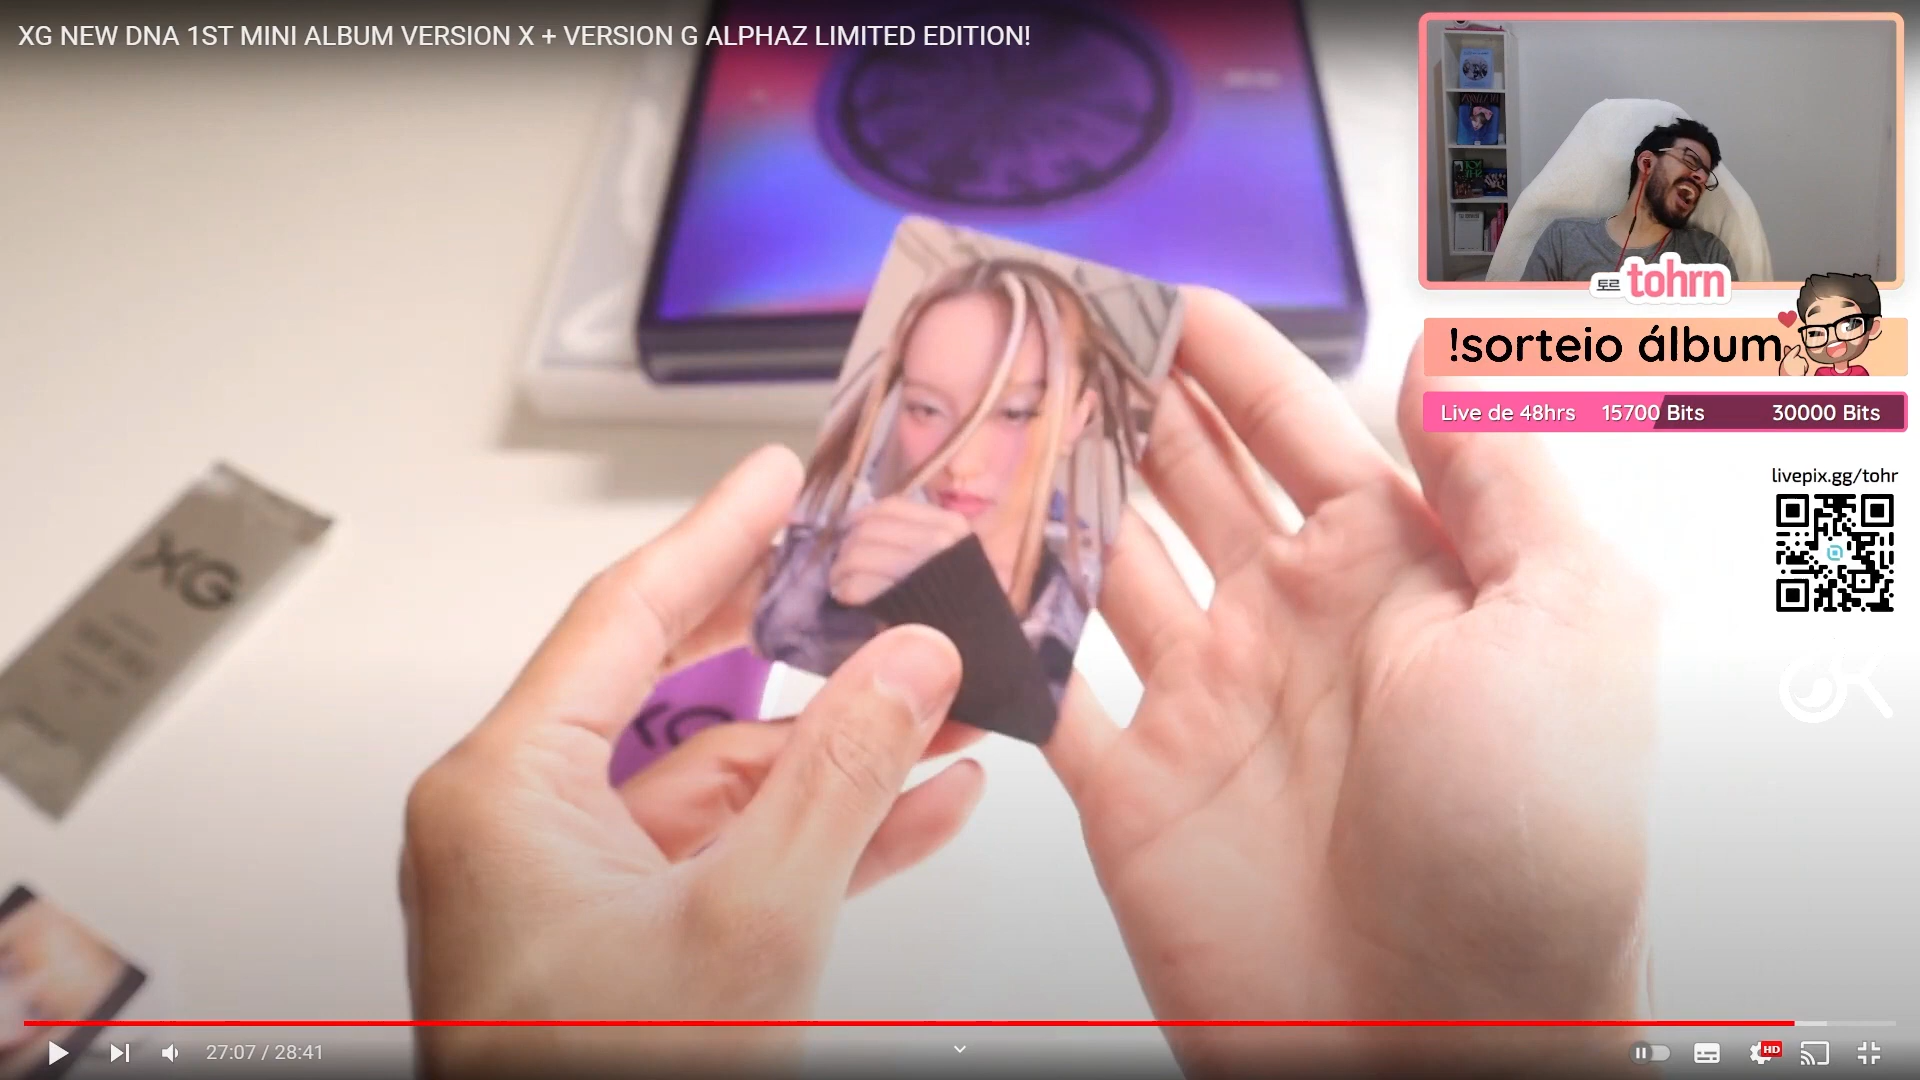 XG NEW DNA 1ST MINI ALBUM VERSION X + VERSION G ALPHAZ LIMITED EDITION!
토르 tohrn
!sorteio álbum
Live de 48hrs 15700 Bits 30000 Bits
livepix.gg/tohr
XG
27:07 / 28:41
HD